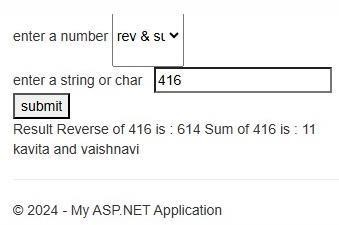 enter a number rev & su
enter a string or char 416
submit
Result Reverse of 416 is : 614 Sum of 416 is : 11
kavita and vaishnavi
© 2024 - My ASP.NET Application